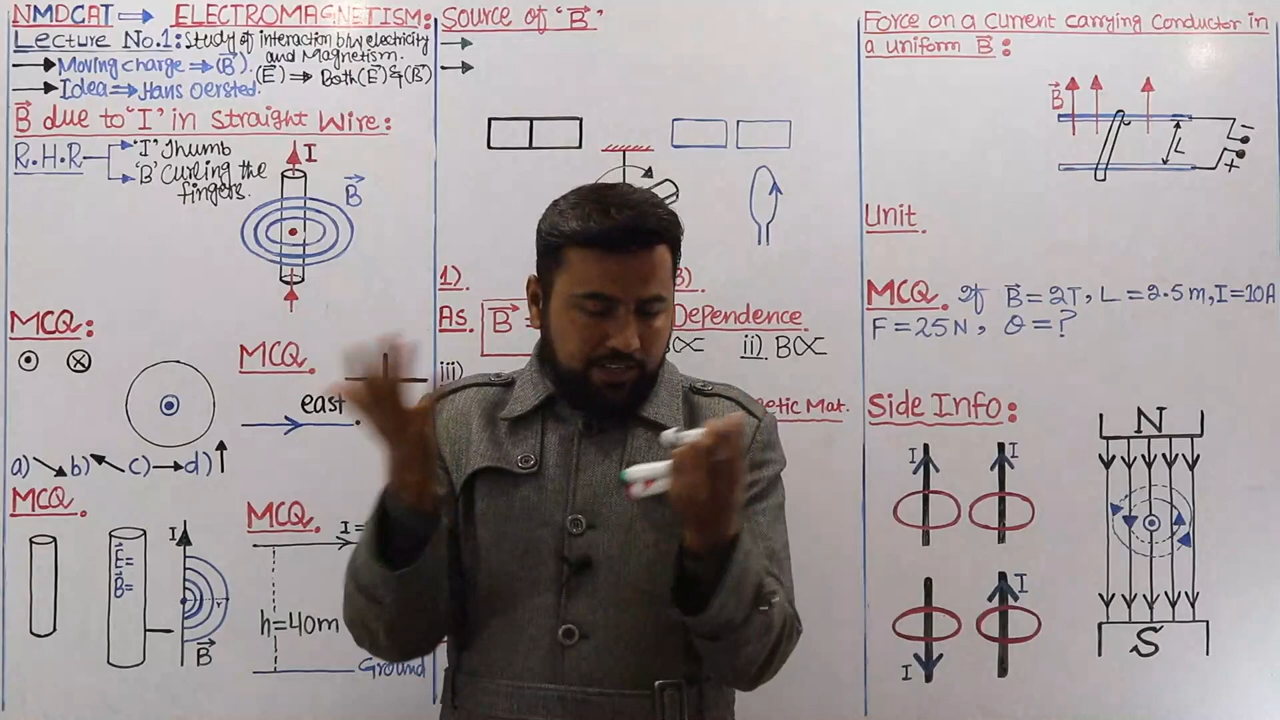 NMDCAT → ELECTROMAGNETISM:
Lecture No.1: Study of interaction b/w electricity
and Magnetism.
→ Moving charge ⇒ (B).
(E) ⇒ Both (E) & (B)
→ Idea ⇒ Hans Oersted.
B due to "I" in straight wire:
R.H.R
'I' Thumb
'B' Curling the
fingers.
I
B
MCQ:
a) ↘ b) ↖ c) → d) ↑
MCQ.
east
MCQ.
E=
B=
I
r
B
MCQ.
I=
h=40m
Ground
Source of "B"
1)
3).
As. B =
Dependence
B∝ ii) B∝
iii)
etic Mat.
Force on a current carrying conductor in
a uniform B:
B
L
-
+
Unit.
MCQ. If B=2T, L=2.5m, I=10A
F=25N, θ=?
Side Info:
I
I
I
I
N
S